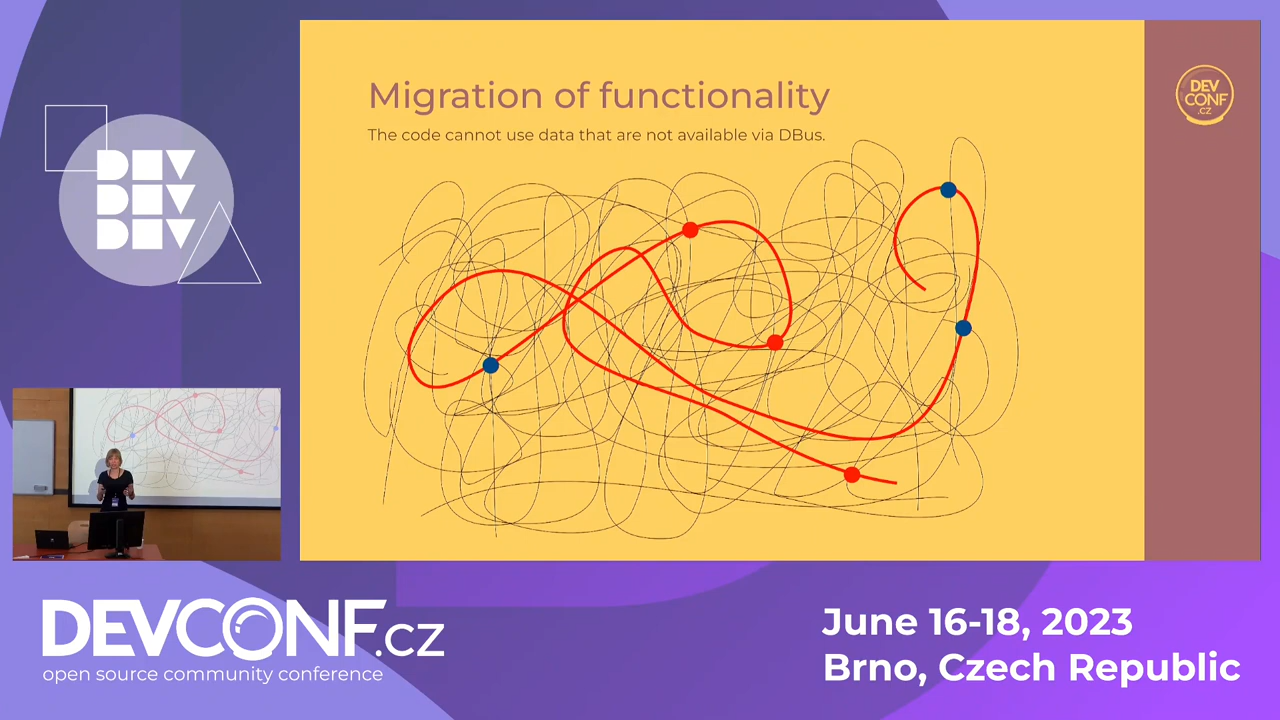 Migration of functionality
The code cannot use data that are not available via DBus.
DEV
CONF
.CZ
DEV
DEV
DEV
DEVCONF.cz
open source community conference
June 16-18, 2023
Brno, Czech Republic